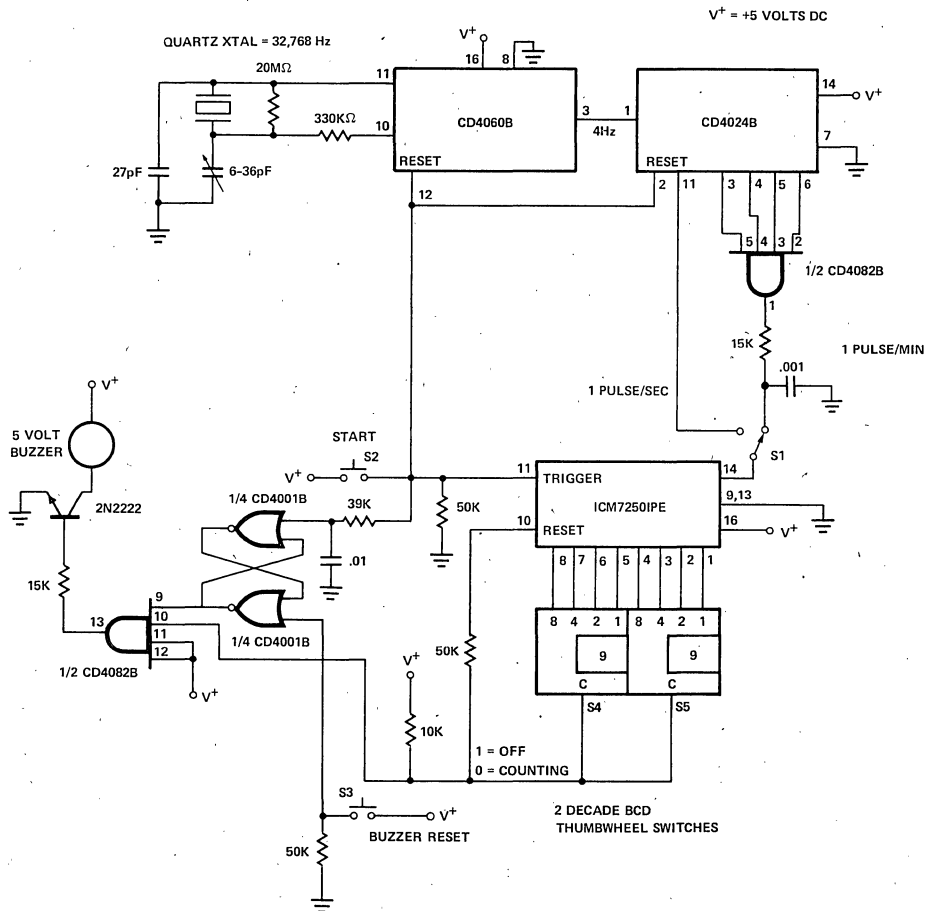 V+ = +5 VOLTS DC
QUARTZ XTAL = 32,768 Hz
V+
16
8
20MΩ
11
CD4060B
3
1
4Hz
CD4024B
14
V+
330KΩ
10
7
RESET
RESET
27pF
6-36pF
12
2
11
3
4
5
6
5
4
3
2
1/2 CD4082B
1
15K
1 PULSE/MIN
.001
V+
1 PULSE/SEC
5 VOLT
BUZZER
START
S2
S1
V+
11
TRIGGER
14
2N2222
1/4 CD4001B
39K
50K
ICM7250IPE
9,13
10
RESET
16
V+
.01
8
7
6
5
4
3
2
1
15K
9
8
4
2
1
8
4
2
1
13
10
11
12
1/4 CD4001B
50K
9
9
1/2 CD4082B
V+
C
C
V+
S4
S5
10K
1 = OFF
0 = COUNTING
S3
V+
2 DECADE BCD
THUMBWHEEL SWITCHES
BUZZER RESET
50K